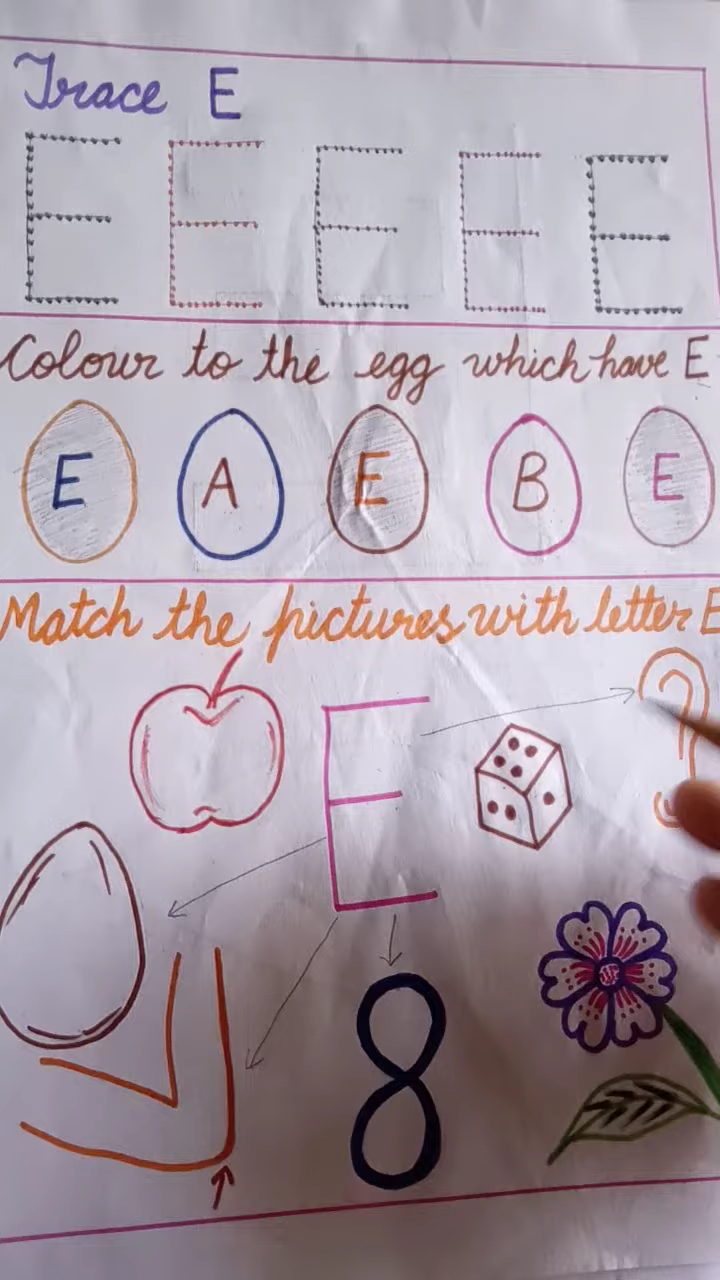 Trace E
E E E E E
Colour to the egg which have E
E A E B E
Match the pictures with letter E
E
8